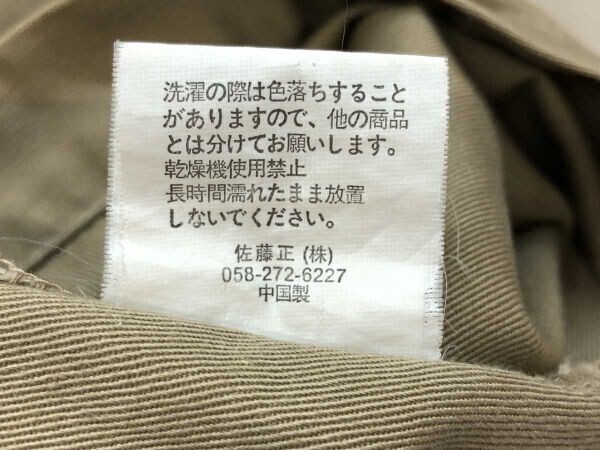 洗濯の際は色落ちすること
がありますので、他の商品
とは分けてお願いします。
乾燥機使用禁止
長時間濡れたまま放置
しないでください。
佐藤正 (株)
058-272-6227
中国製